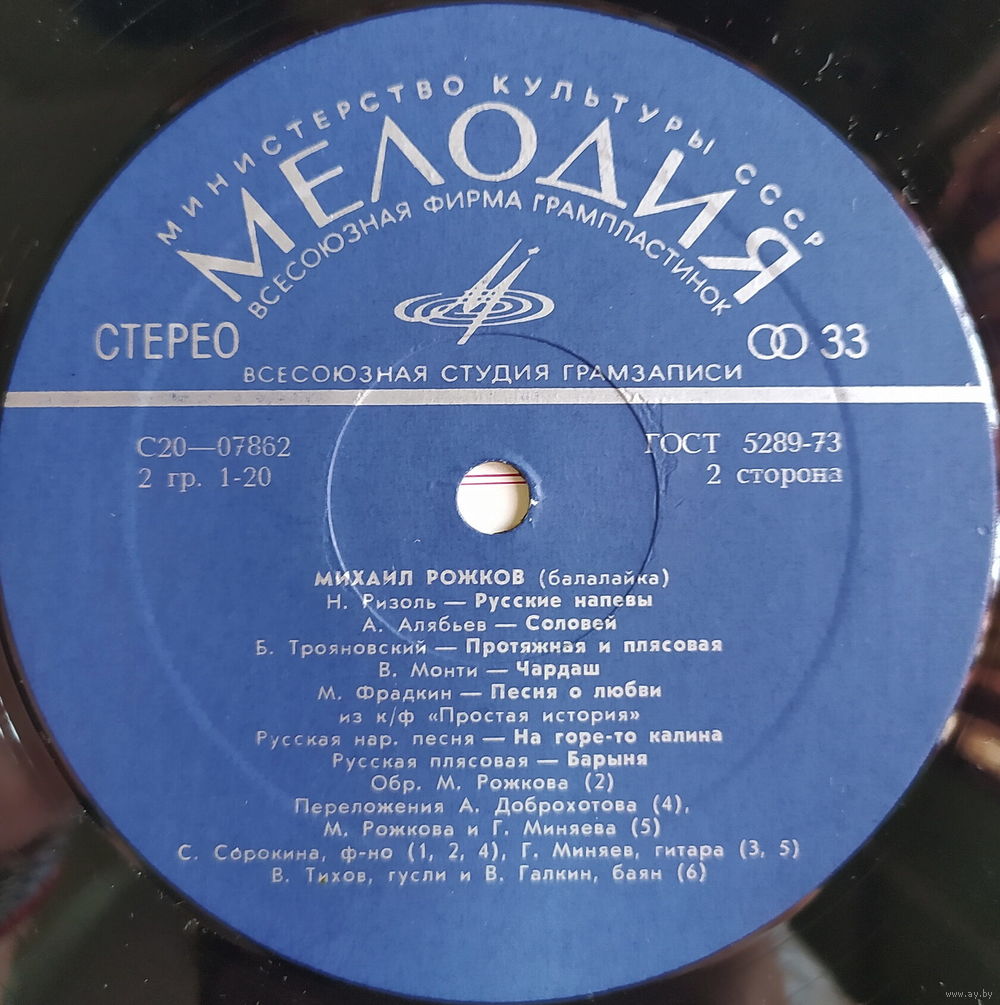 МИНИСТЕРСТВО КУЛЬТУРЫ СССР
МЕЛОДИЯ
ВСЕСОЮЗНАЯ ФИРМА ГРАМПЛАСТИНОК
СТЕРЕО
33
ВСЕСОЮЗНАЯ СТУДИЯ ГРАМЗАПИСИ
С20—07862
ГОСТ 5289-73
2 гр. 1-20
2 сторона
МИХАИЛ РОЖКОВ (балалайка)
Н. Ризоль — Русские напевы
А. Алябьев — Соловей
Б. Трояновский — Протяжная и плясовая
В. Монти — Чардаш
М. Фрадкин — Песня о любви
из к/ф «Простая история»
Русская нар. песня — На горе-то калина
Русская плясовая — Барыня
Обр. М. Рожкова (2)
Переложения А. Доброхотова (4),
М. Рожкова и Г. Миняева (5)
С. Сорокина, ф-но (1, 2, 4), Г. Миняев, гитара (3, 5)
В. Тихов, гусли и В. Галкин, баян (6)
www.ay.by